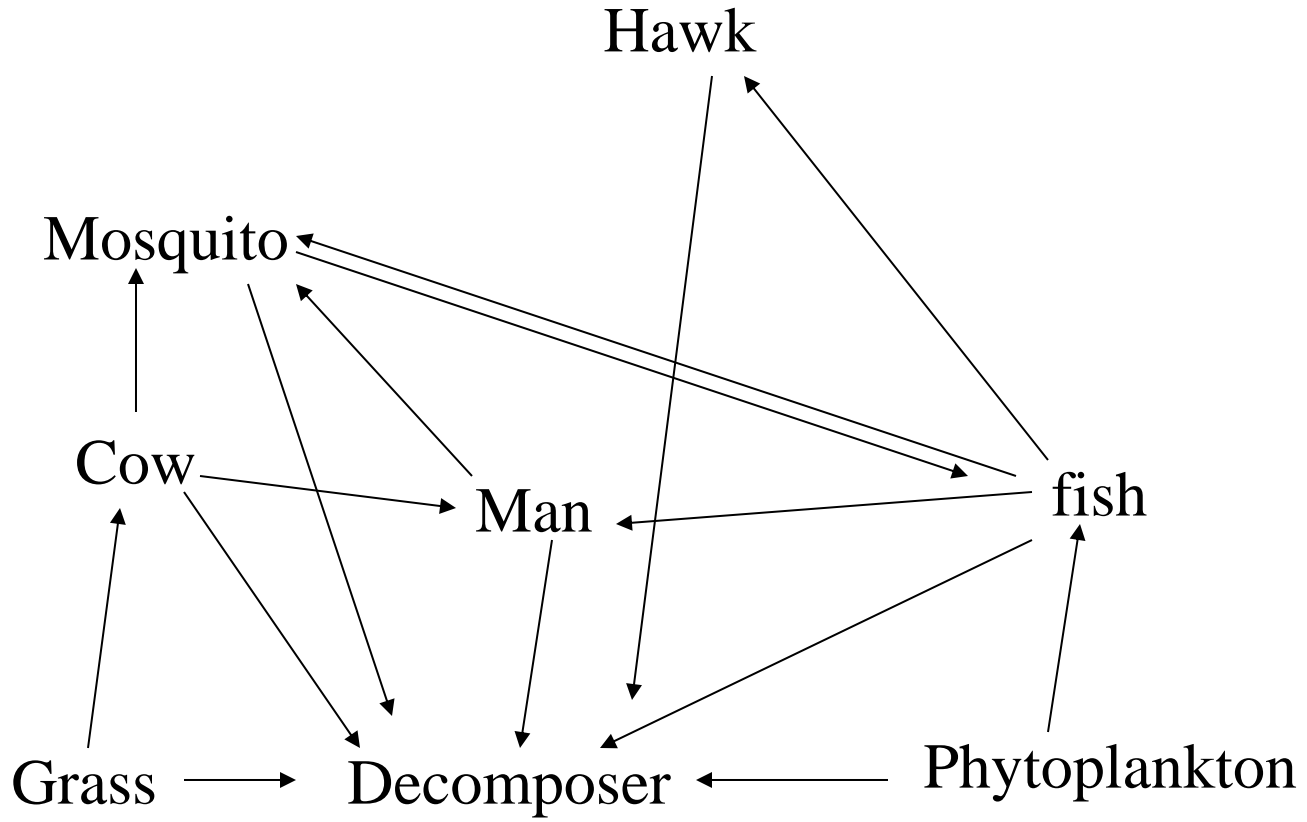 Hawk
Mosquito
Cow
Man
fish
Grass
Decomposer
Phytoplankton